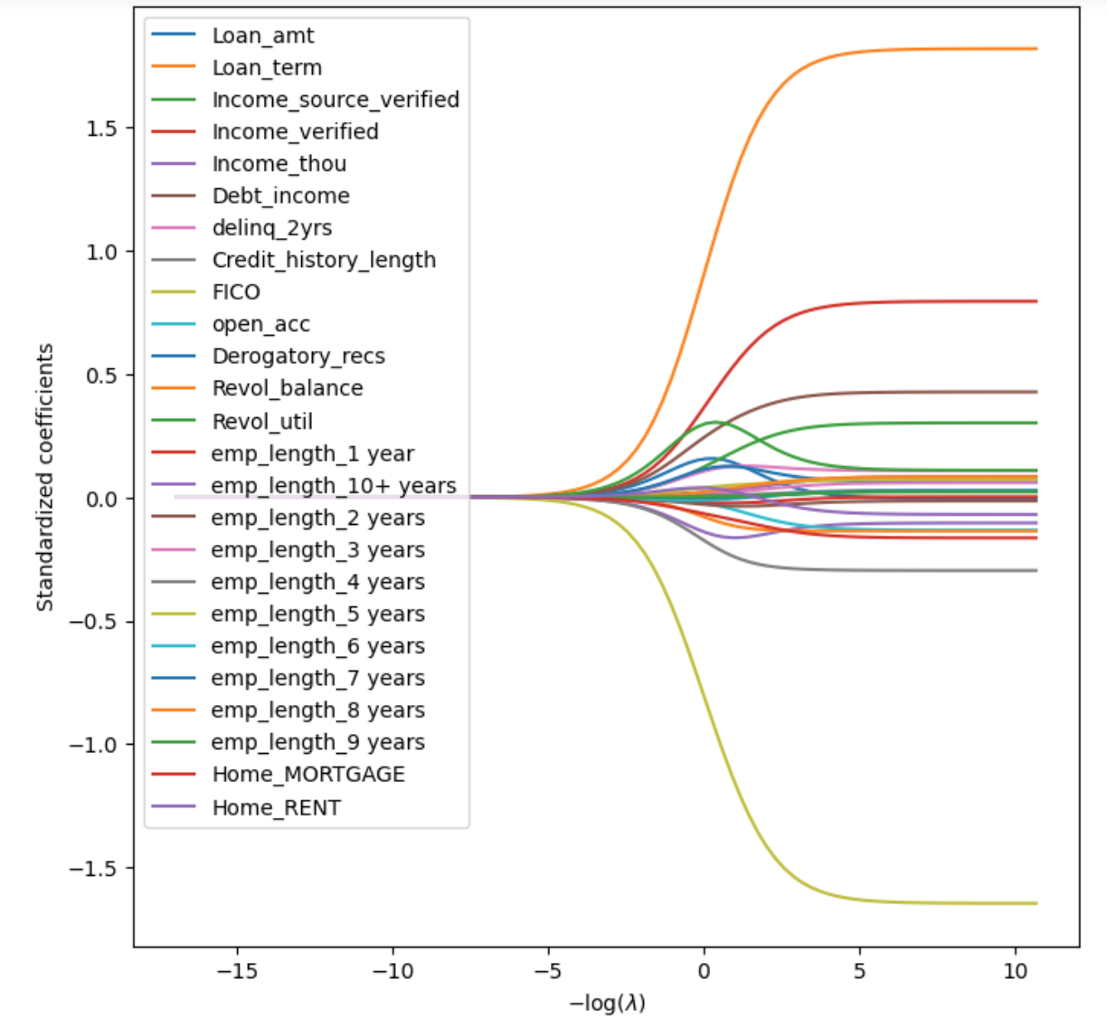 Loan_amt
Loan_term
Income_source_verified
Income_verified
Income_thou
Debt_income
delinq_2yrs
Credit_history_length
FICO
open_acc
Derogatory_recs
Revol_balance
Revol_util
emp_length_1 year
emp_length_10+ years
emp_length_2 years
emp_length_3 years
emp_length_4 years
emp_length_5 years
emp_length_6 years
emp_length_7 years
emp_length_8 years
emp_length_9 years
Home_MORTGAGE
Home_RENT
Standardized coefficients
1.5
1.0
0.5
0.0
−0.5
−1.0
−1.5
−15 −10 −5 0 5 10
−log(λ)